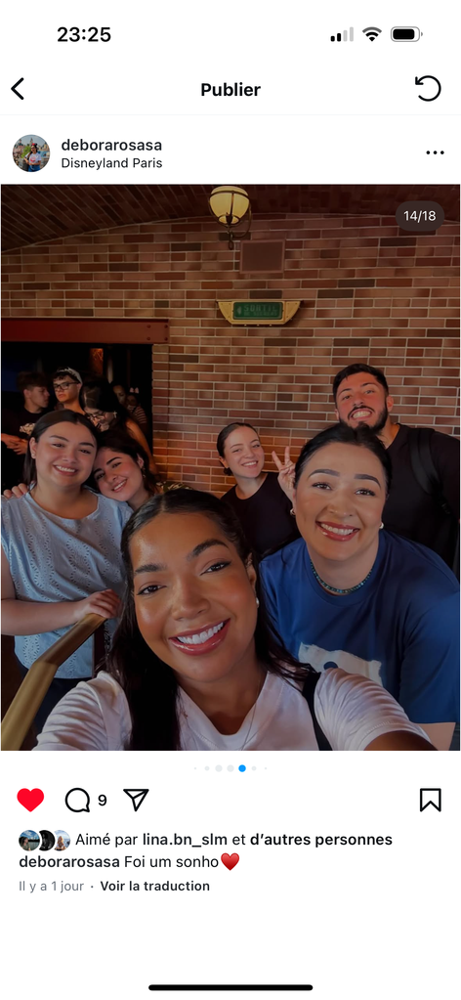 23:25
Publier
deborarosasa
Disneyland Paris
14/18
SORTIE
9
Aimé par lina.bn_slm et d'autres personnes
deborarosasa Foi um sonho♥️
Il y a 1 jour · Voir la traduction